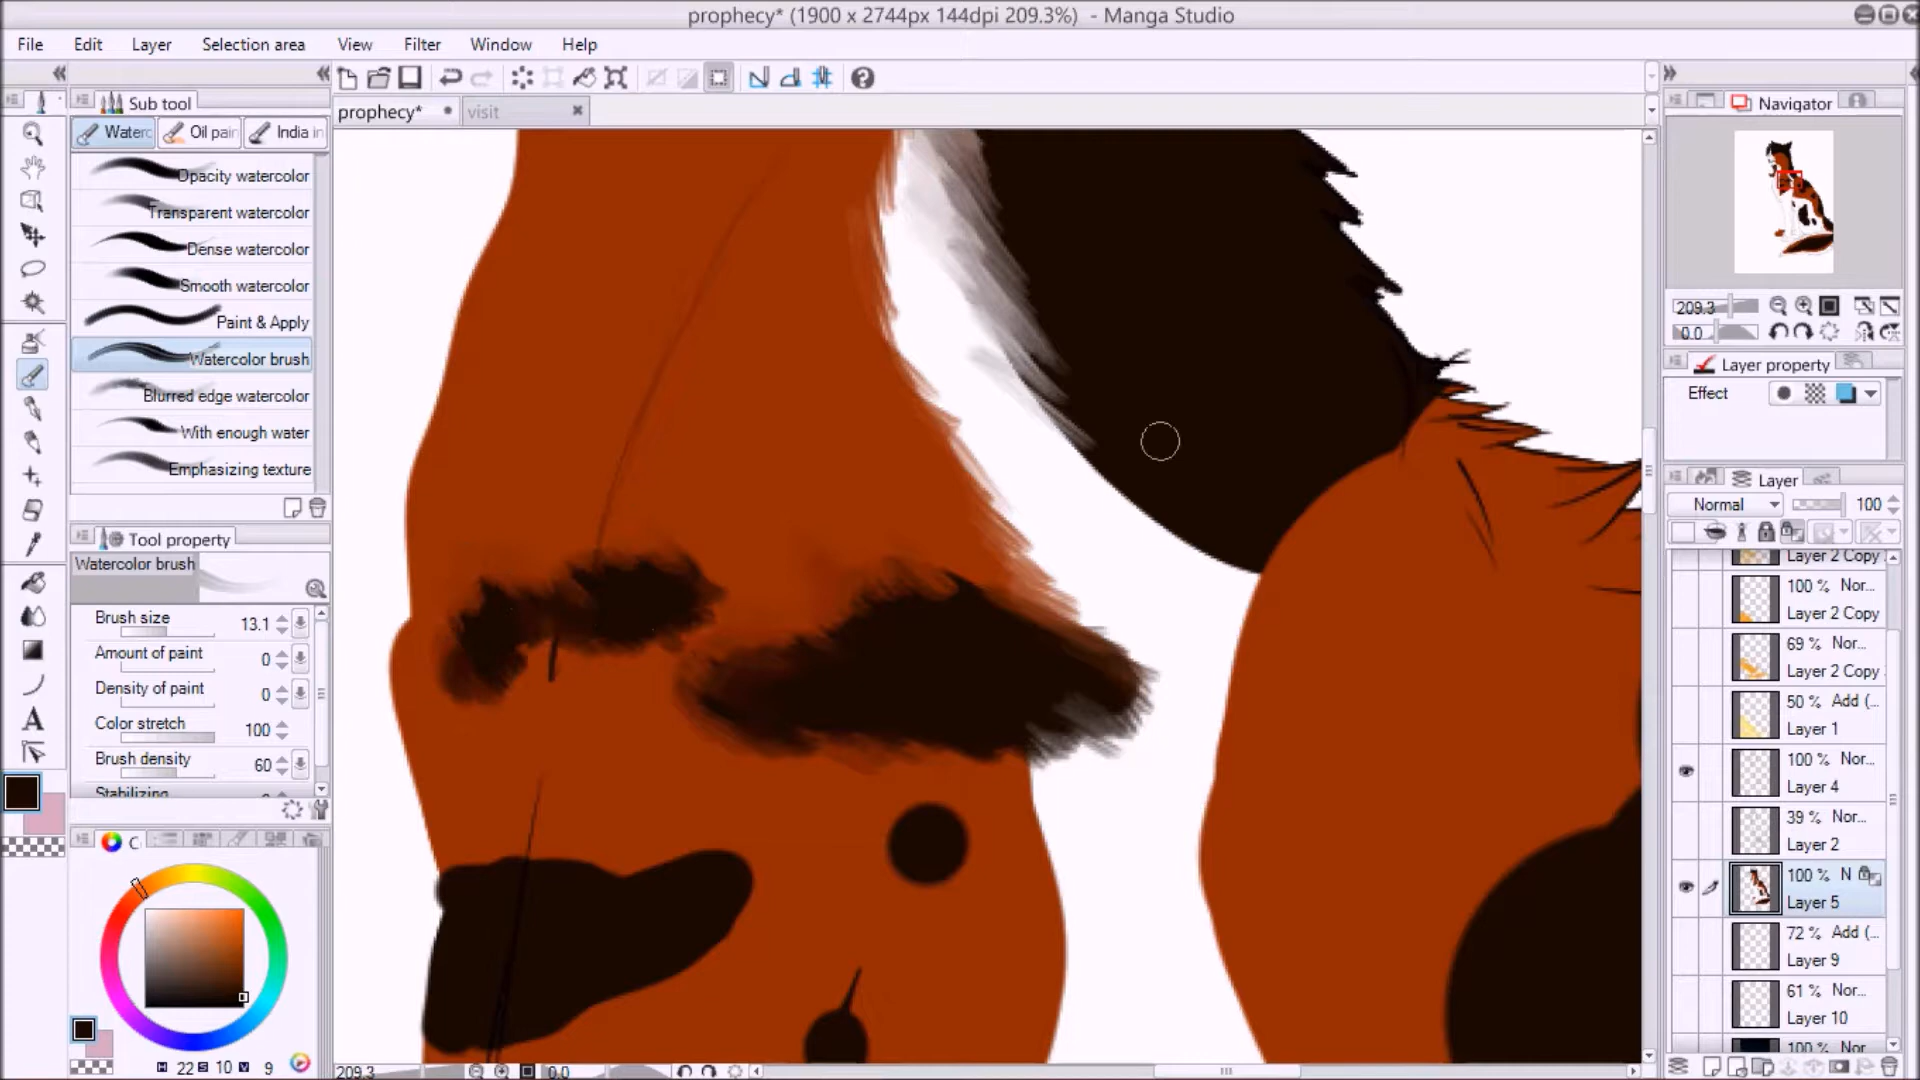 prophecy* (1900 x 2744px 144dpi 209.3%) - Manga Studio
File Edit Layer Selection area View Filter Window Help
Sub tool
prophecy* visit
Oil pain
Opacity watercolor
Transparent watercolor
Dense watercolor
Smooth watercolor
Paint & Apply
Watercolor brush
Blurred edge watercolor
With enough water
Emphasizing texture
Tool property
Watercolor brush
Brush size 13.1
Amount of paint 0
Density of paint 0
Color stretch 100
Brush density 60
Stabilizing
C
H 22 S 10 V 9
209.3 0.0
Navigator
209.3
0.0
Layer property
Effect
Layer
Normal 100
Layer 2 Copy
100 % Nor...
Layer 2 Copy
69 % Nor...
Layer 2 Copy
50 % Add (...
Layer 1
100 % Nor...
Layer 4
39 % Nor...
Layer 2
100 % N
Layer 5
72 % Add (...
Layer 9
61 % Nor...
Layer 10
100 % Nor